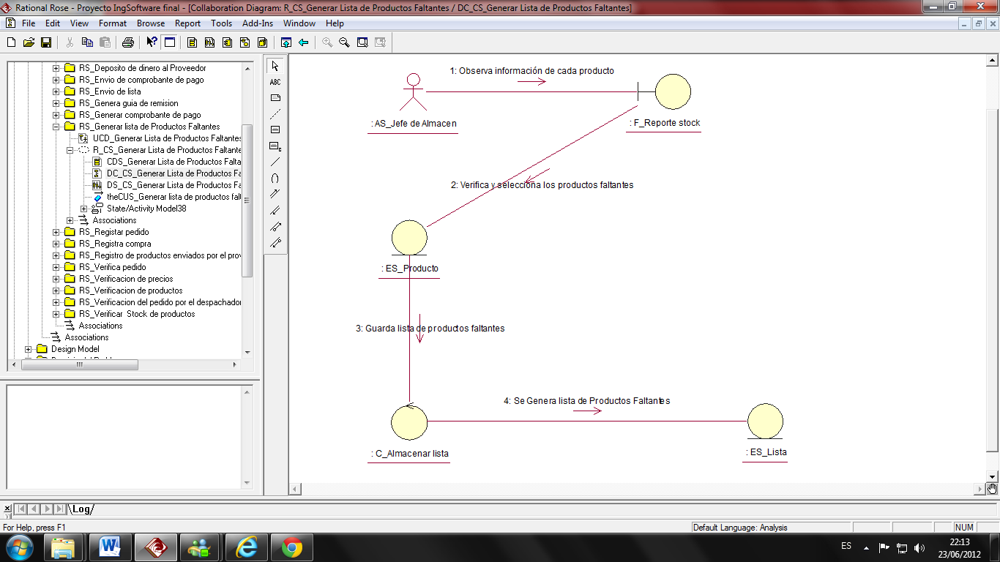 Rational Rose - Proyecto IngSoftware final - [Collaboration Diagram: R_CS_Generar Lista de Productos Faltantes / DC_CS_Generar Lista de Productos Faltantes]
File Edit View Format Browse Report Tools Add-Ins Window Help
RS_Deposito de dinero al Proveedor
RS_Envio de comprobante de pago
RS_Envio de lista
RS_Genera guia de remision
RS_Generar comprobante de pago
RS_Generar lista de Productos Faltantes
UCD_Generar Lista de Productos Faltantes
R_CS_Generar Lista de Productos Faltante
CDS_Generar Lista de Productos Falta
DC_CS_Generar Lista de Productos Fa
DS_CS_Generar Lista de Productos Fa
theCUS_Generar lista de productos fal
State/Activity Model38
Associations
RS_Registar pedido
RS_Registra compra
RS_Registro de productos enviados por el prov
RS_Verifica pedido
RS_Verificacion de precios
RS_Verificacion de productos
RS_Verificacion del pedido por el despachador
RS_Verificar Stock de productos
Associations
Associations
Design Model
ABC
1: Observa información de cada producto
: AS_Jefe de Almacen
: F_Reporte stock
2: Verifica y selecciona los productos faltantes
: ES_Producto
3: Guarda lista de productos faltantes
4: Se Genera lista de Productos Faltantes
: C_Almacenar lista
: ES_Lista
Log
For Help, press F1
Default Language: Analysis
NUM
ES
22:13
23/06/2012